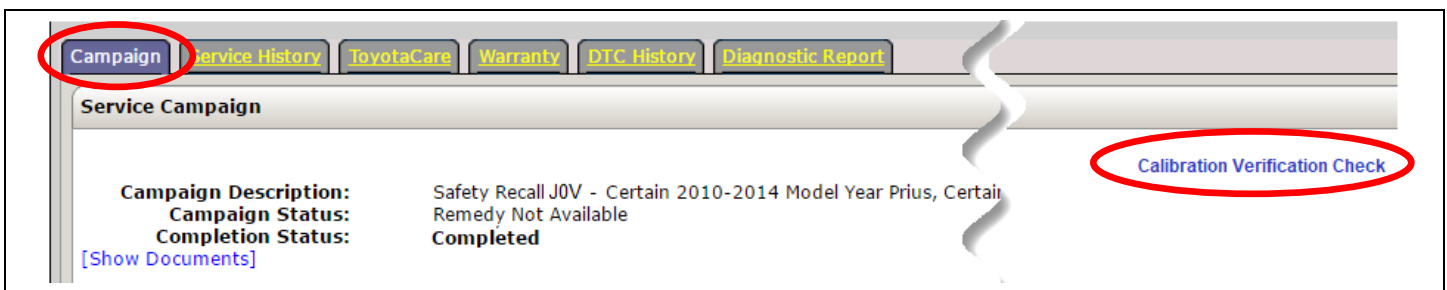 Campaign Service History ToyotaCare Warranty DTC History Diagnostic Report
Service Campaign
Calibration Verification Check
Campaign Description: Safety Recall J0V - Certain 2010-2014 Model Year Prius, Certain
Campaign Status: Remedy Not Available
Completion Status: Completed
[Show Documents]